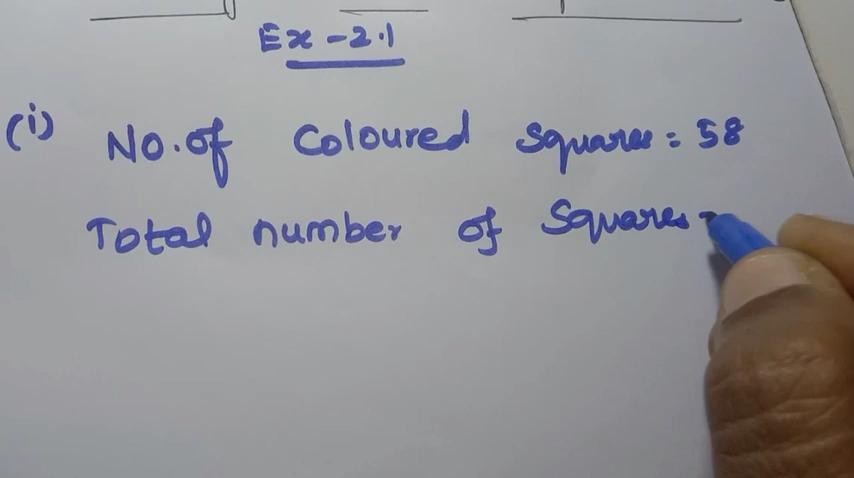 Ex - 2.1
(i) No. of Coloured Squares = 58
Total number of Squares =